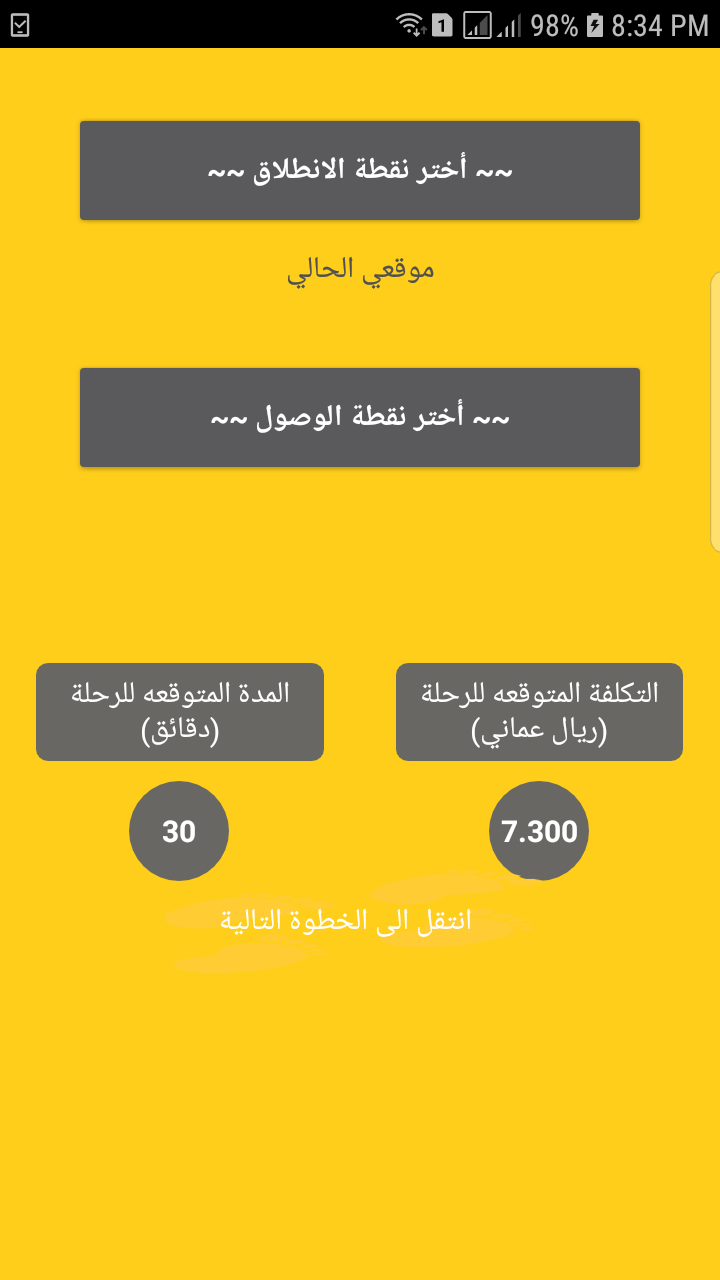 98% 8:34 PM
~~ أختر نقطة الانطلاق ~~
موقعي الحالي
~~ أختر نقطة الوصول ~~
التكلفة المتوقعه للرحلة
(ريال عماني)
المدة المتوقعه للرحلة
(دقائق)
7.300
30
انتقل الى الخطوة التالية